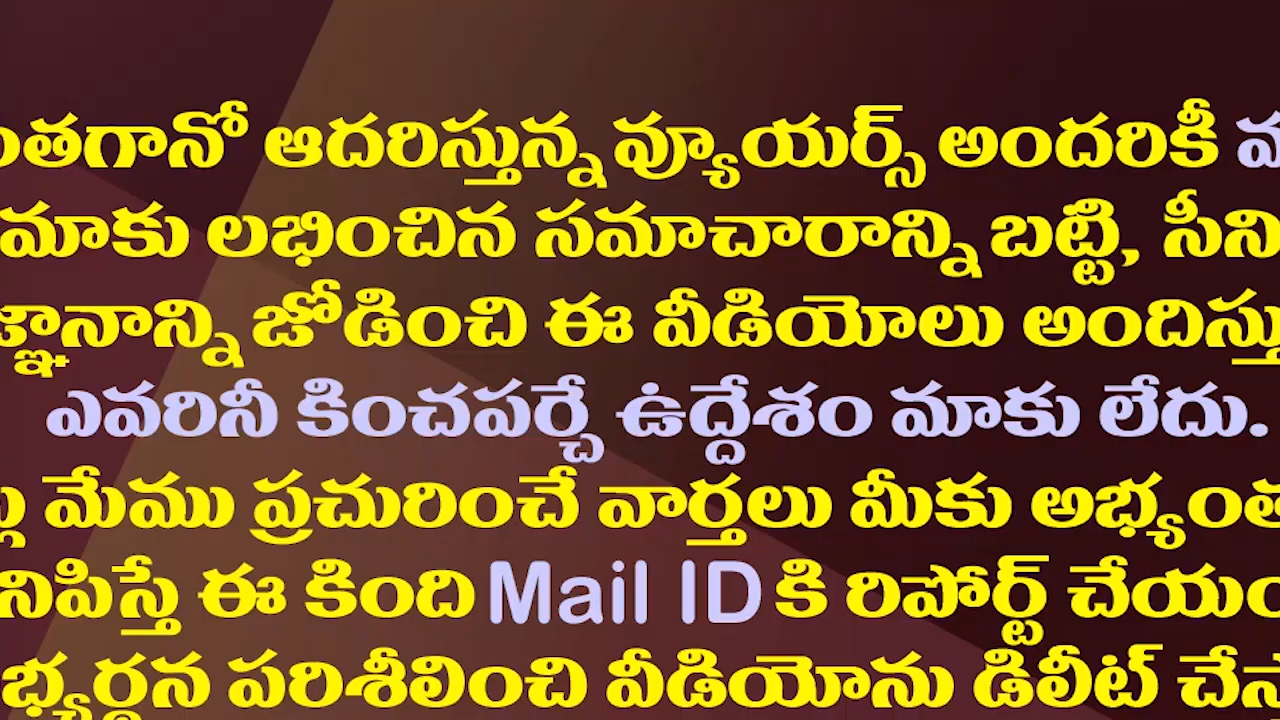 ంతగానో ఆదరిస్తున్న వ్యూయర్స్ అందరికీ
మాకు లభించిన సమాచారాన్ని బట్టి, సీని
జ్ఞానాన్ని జోడించి ఈ వీడియోలు అందిస్తు
ఎవరినీ కించపర్చే ఉద్దేశం మాకు లేదు.
మేము ప్రచురించే వార్తలు మీకు అభ్యంత
నిపిస్తే ఈ కింది Mail ID కి రిపోర్ట్ చేయం
భ్యర్థన పరిశీలించి వీడియోను డిలీట్ చేస